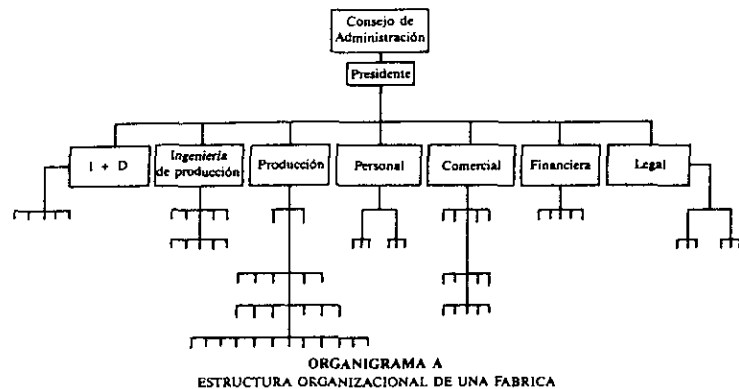 Consejo de
Administración
Presidente
I + D
Ingeniería
de producción
Producción
Personal
Comercial
Financiera
Legal
ORGANIGRAMA A
ESTRUCTURA ORGANIZACIONAL DE UNA FABRICA